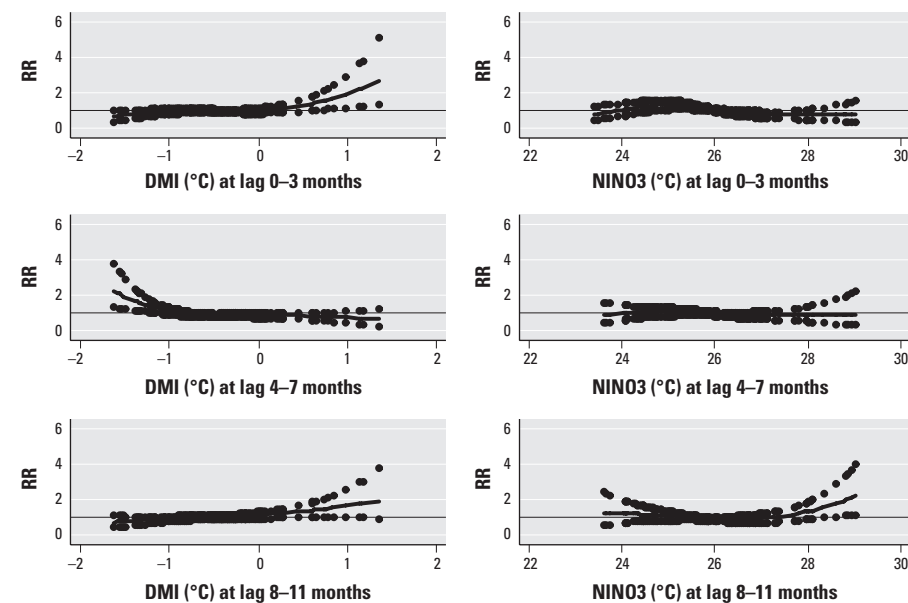 6
4
2
0
RR
−2 −1 0 1 2
DMI (°C) at lag 0–3 months
6
4
2
0
RR
22 24 26 28 30
NINO3 (°C) at lag 0–3 months
6
4
2
0
RR
−2 −1 0 1 2
DMI (°C) at lag 4–7 months
6
4
2
0
RR
22 24 26 28 30
NINO3 (°C) at lag 4–7 months
6
4
2
0
RR
−2 −1 0 1 2
DMI (°C) at lag 8–11 months
6
4
2
0
RR
22 24 26 28 30
NINO3 (°C) at lag 8–11 months